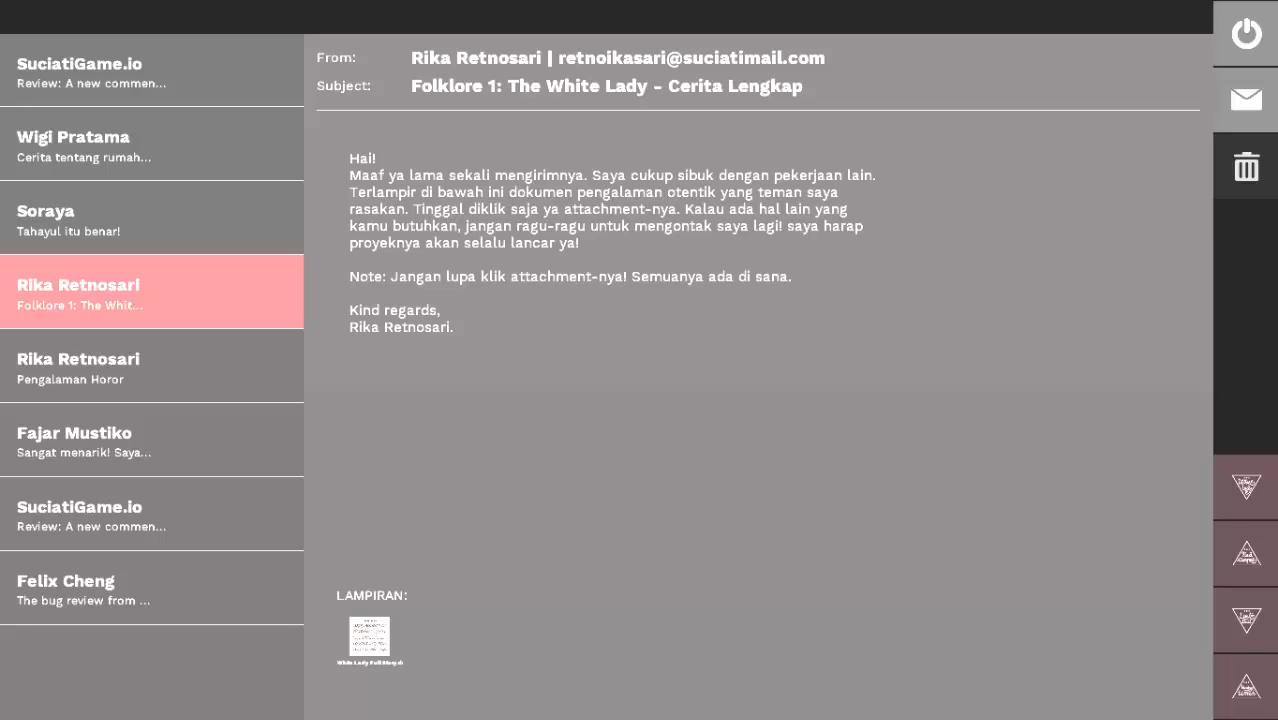 SuciatiGame.io
Review: A new commen...
Wigi Pratama
Cerita tentang rumah...
Soraya
Tahayul itu benar!
Rika Retnosari
Folklore 1: The Whit...
Rika Retnosari
Pengalaman Horor
Fajar Mustiko
Sangat menarik! Saya...
SuciatiGame.io
Review: A new commen...
Felix Cheng
The bug review from ...
From: Rika Retnosari | retnoikasari@suciatimail.com
Subject: Folklore 1: The White Lady - Cerita Lengkap
Hai!
Maaf ya lama sekali mengirimnya. Saya cukup sibuk dengan pekerjaan lain.
Terlampir di bawah ini dokumen pengalaman otentik yang teman saya
rasakan. Tinggal diklik saja ya attachment-nya. Kalau ada hal lain yang
kamu butuhkan, jangan ragu-ragu untuk mengontak saya lagi! saya harap
proyeknya akan selalu lancar ya!
Note: Jangan lupa klik attachment-nya! Semuanya ada di sana.
Kind regards,
Rika Retnosari.
LAMPIRAN:
White Lady Full Story